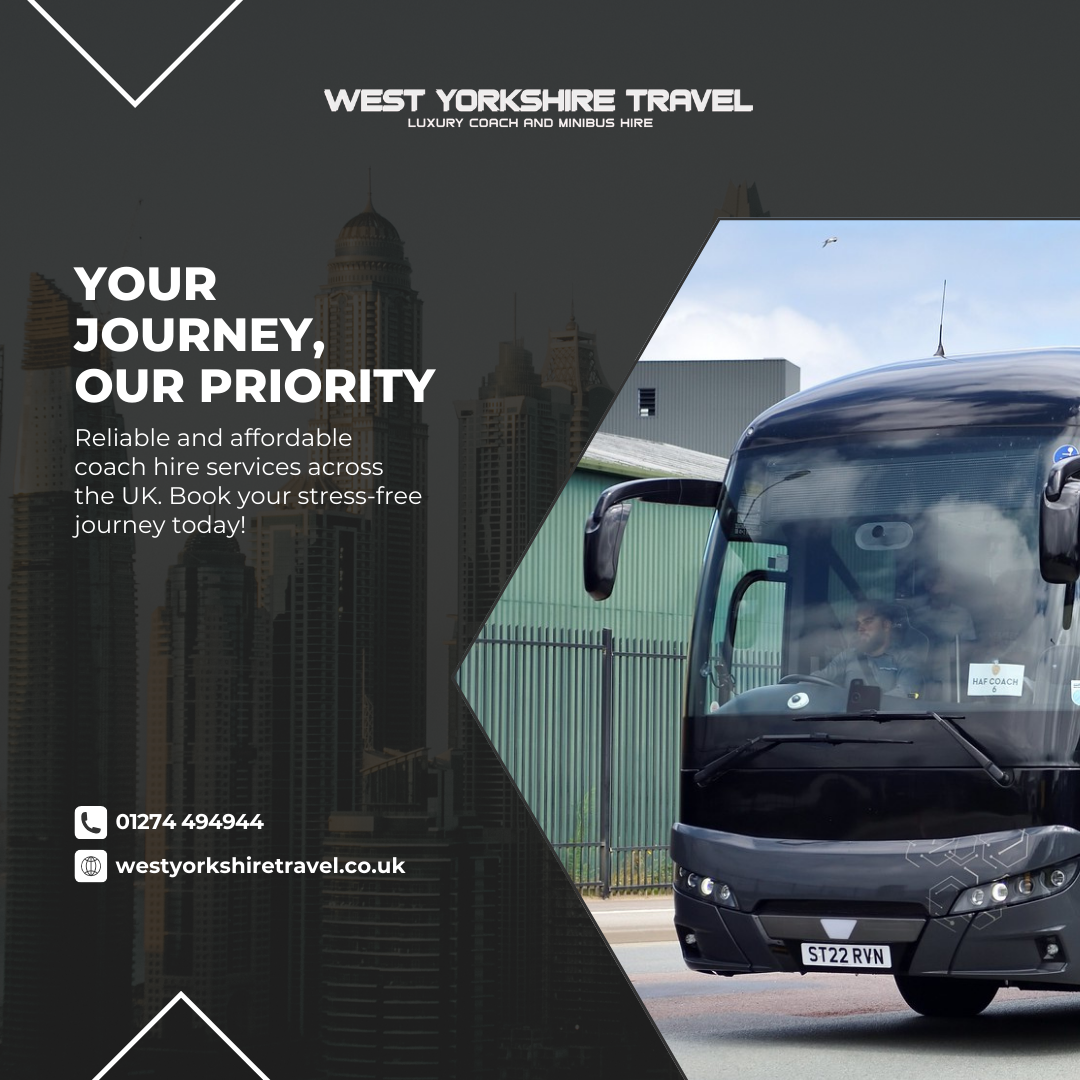 WEST YORKSHIRE TRAVEL
LUXURY COACH AND MINIBUS HIRE
YOUR
JOURNEY,
OUR PRIORITY
Reliable and affordable
coach hire services across
the UK. Book your stress-free
journey today!
HAF COACH
6
01274 494944
westyorkshiretravel.co.uk
ST22 RVN